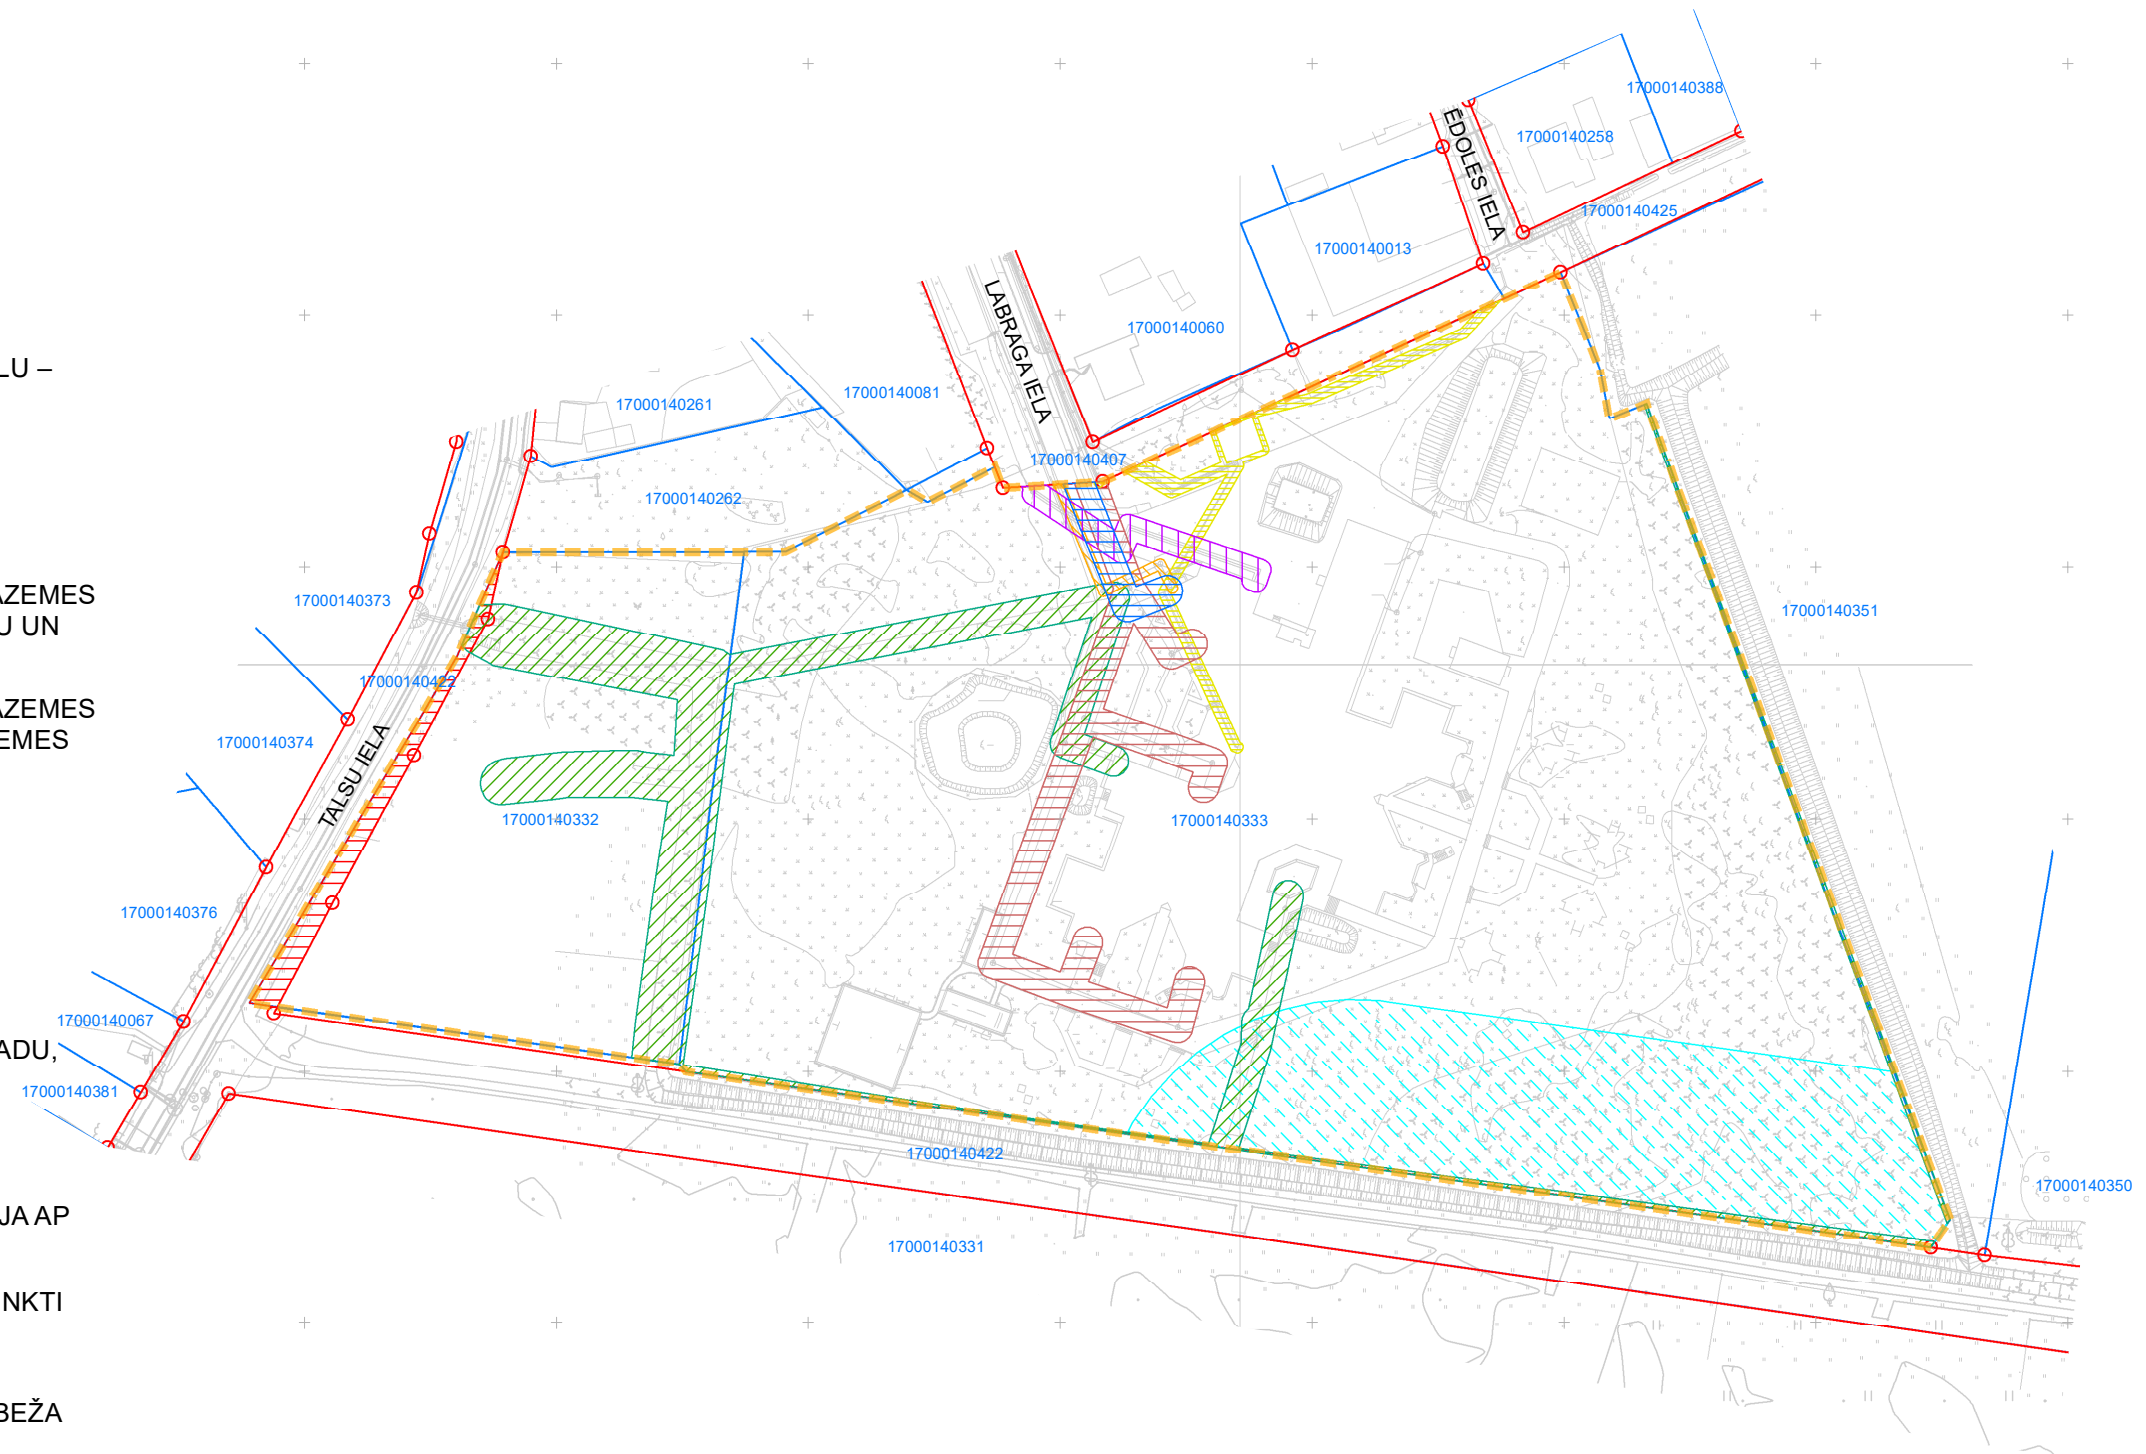 LU –
AZEMES
U UN
AZEMES
EMES
ADU,
JA AP
NKTI
BEŽA
17000140388
17000140258
ĒDOLES IELA
17000140425
17000140013
LABRAGA IELA
17000140060
17000140081
17000140261
17000140407
17000140262
17000140373
17000140351
17000140422
17000140374
TALSU IELA
17000140332
17000140333
17000140376
17000140067
17000140381
17000140422
17000140350
17000140331